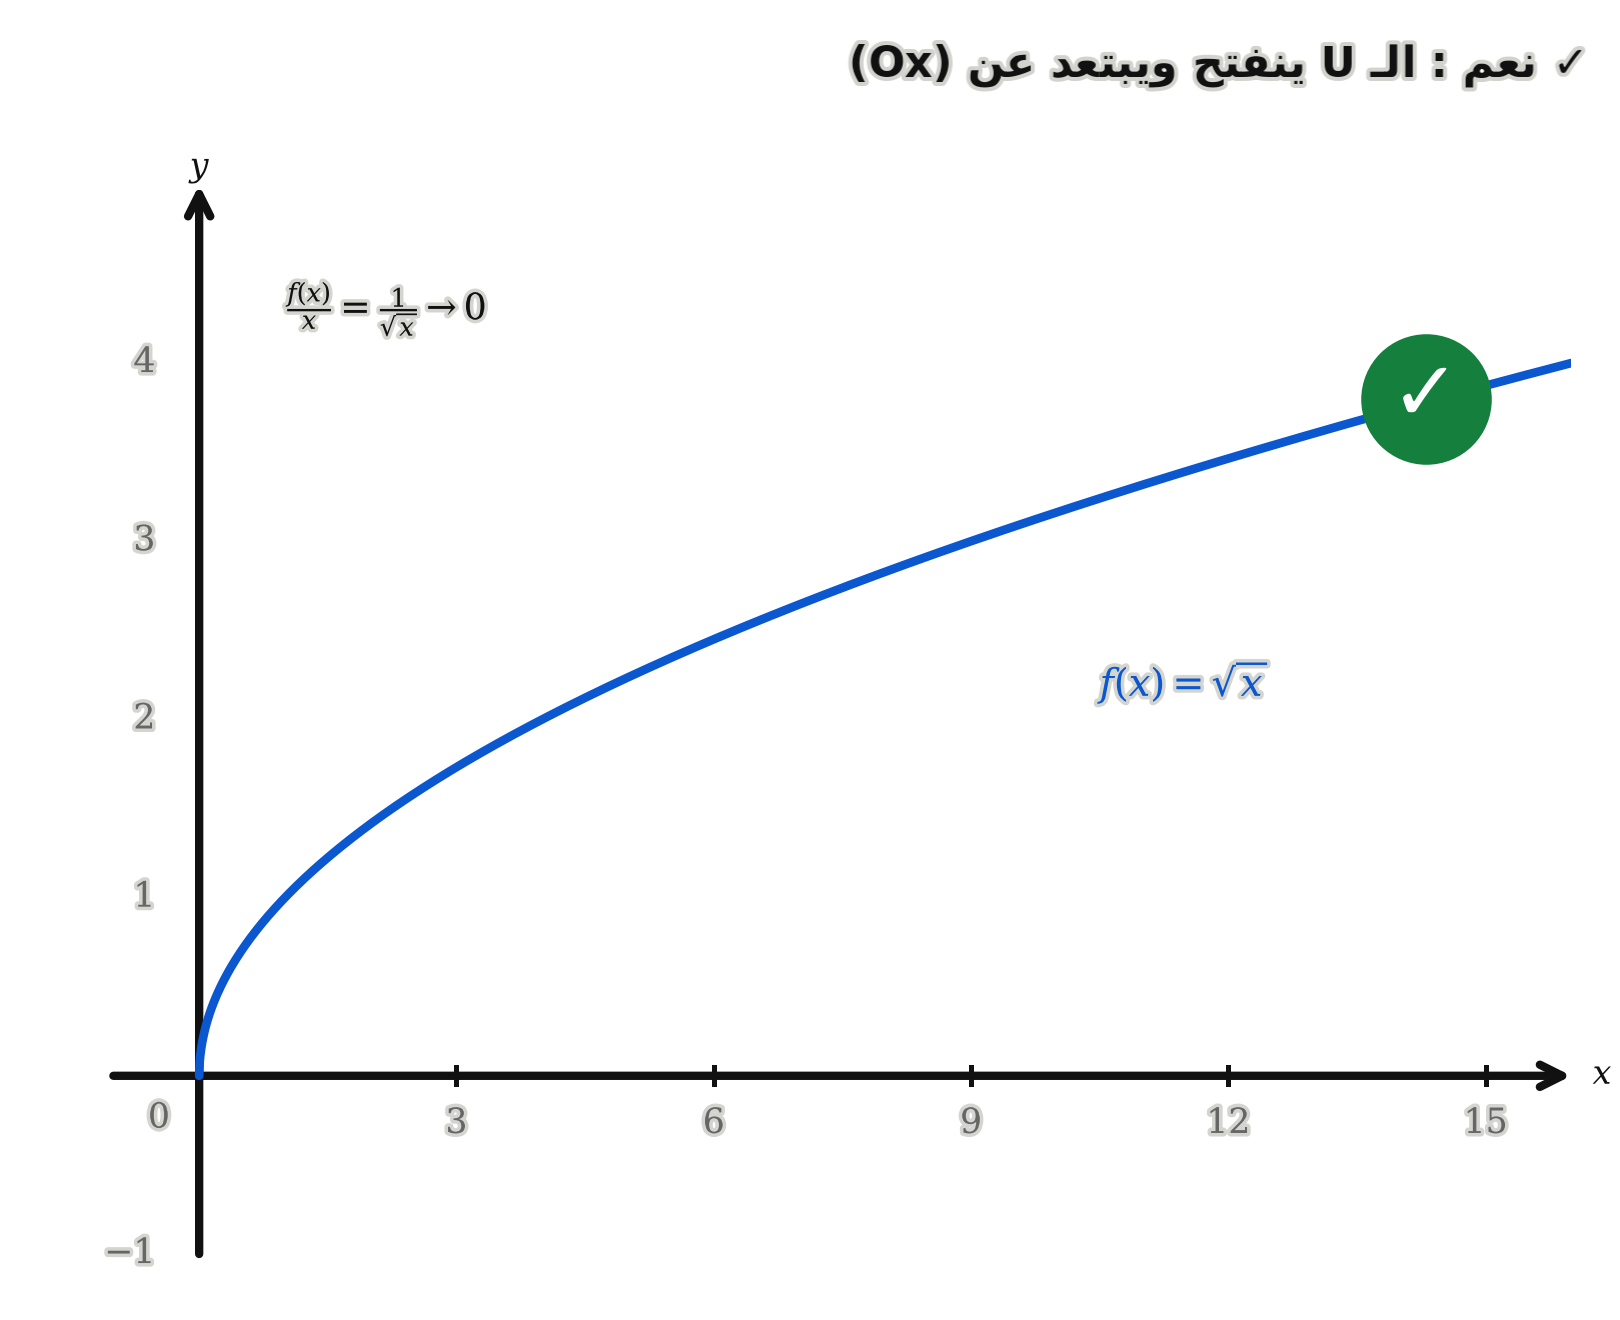 ✓ نعم : الـ U ينفتح ويبتعد عن (Ox)
y
f(x)/x = 1/√x → 0
4
3
2
1
f(x) = √x
x
0 3 6 9 12 15
−1